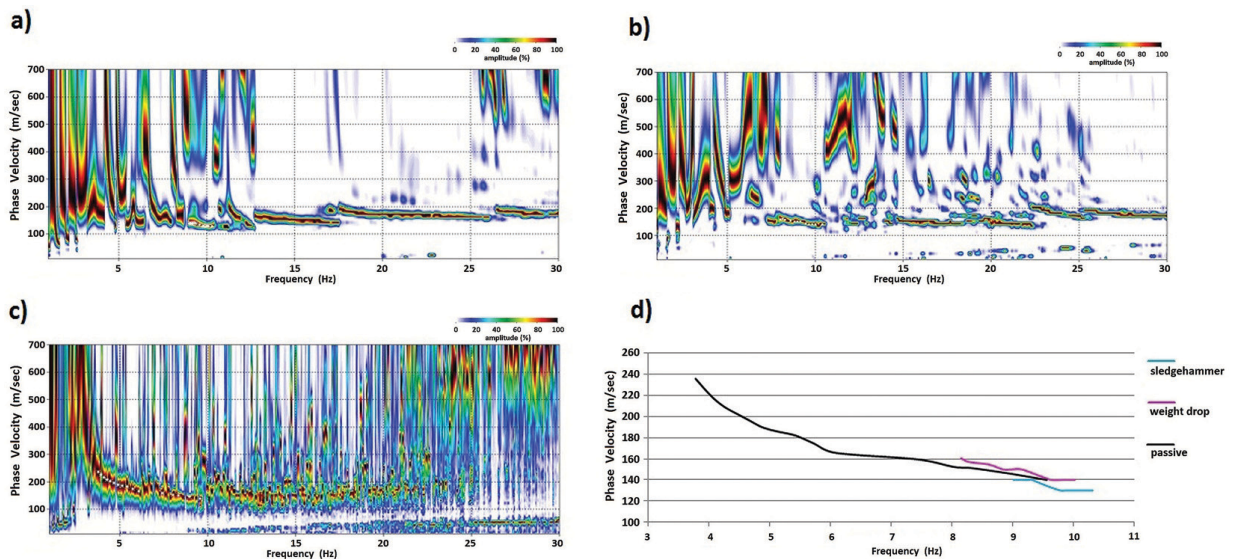 a)
0 20 40 60 80 100
amplitude (%)
700
600
500
400
300
200
100
Phase Velocity (m/sec)
5 10 15 20 25 30
Frequency (Hz)
b)
0 20 40 60 80 100
amplitude (%)
700
600
500
400
300
200
100
Phase Velocity (m/sec)
5 10 15 20 25 30
Frequency (Hz)
c)
0 20 40 60 80 100
amplitude (%)
700
600
500
400
300
200
100
Phase Velocity (m/sec)
5 10 15 20 25 30
Frequency (Hz)
d)
260
240
220
200
180
160
140
120
100
Phase Velocity (m/sec)
3 4 5 6 7 8 9 10 11
Frequency (Hz)
sledgehammer
weight drop
passive